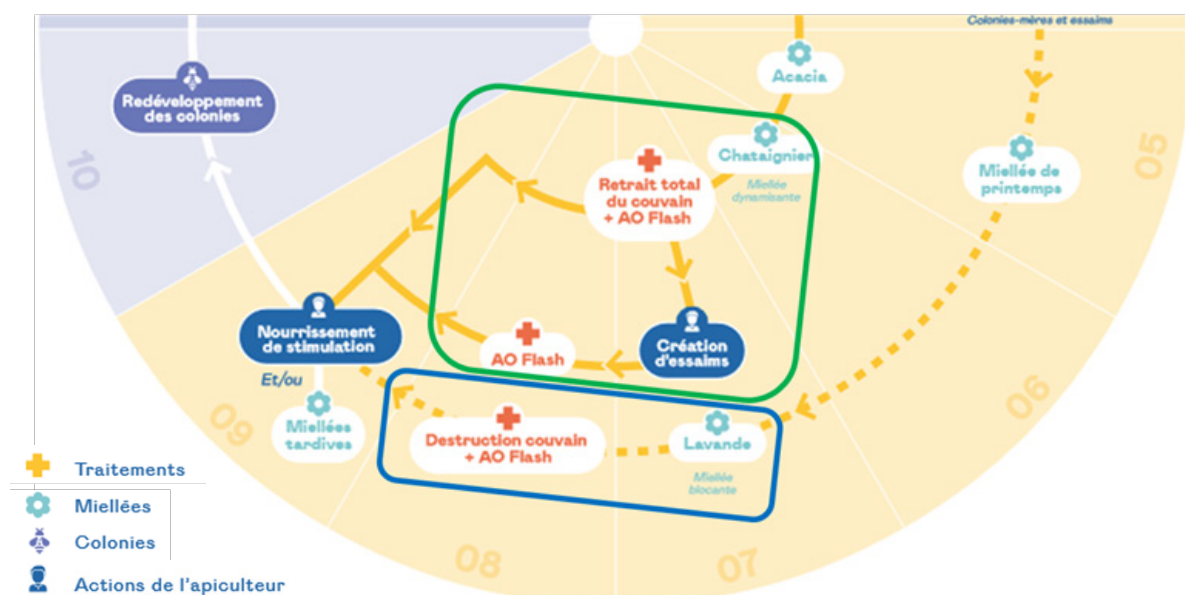 Colonies-mères et essaims
Acacia
Redéveloppement
des colonies
10
Chataignier
Miellée
dynamisante
Miellée de
printemps
05
Retrait total
du couvain
+ AO Flash
Nourrissement
de stimulation
AO Flash
Création
d'essaims
Et/ou
Miellées
tardives
09
06
Destruction couvain
+ AO Flash
Lavande
Miellée
blocante
08
07
Traitements
Miellées
Colonies
Actions de l'apiculteur